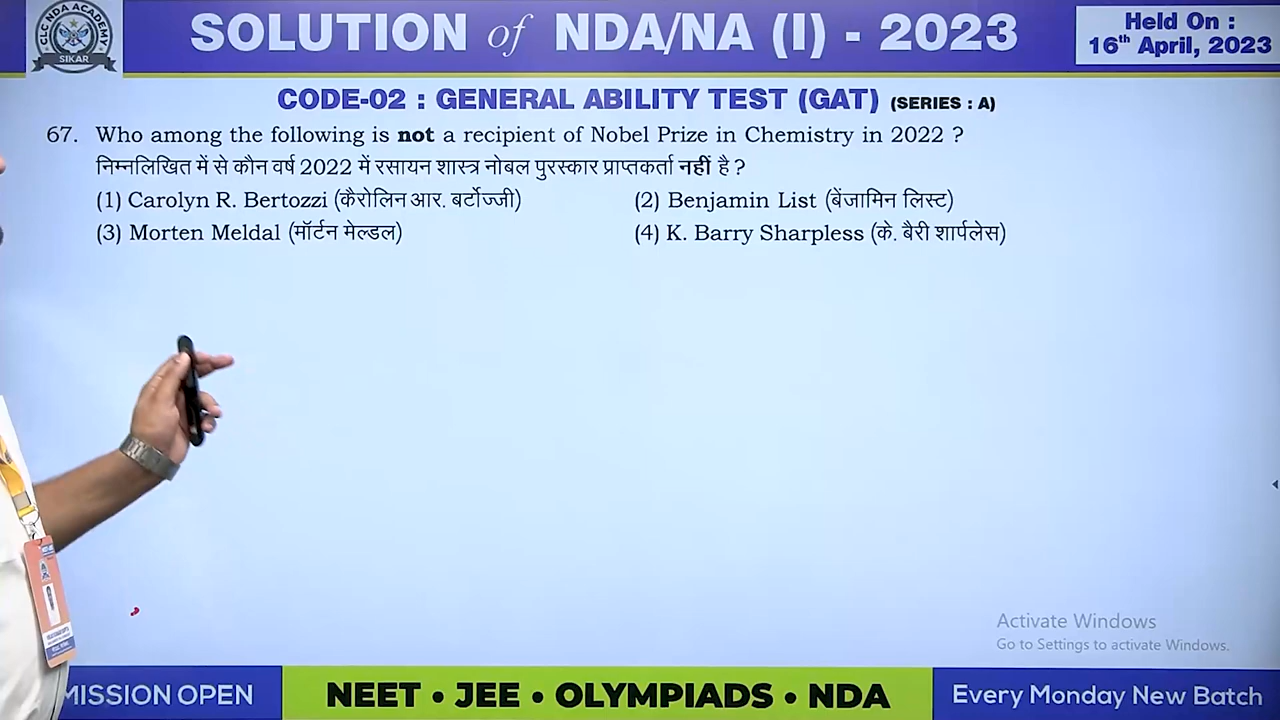 CLC NDA ACADEMY
SIKAR
SOLUTION of NDA/NA (I) - 2023
Held On :
16th April, 2023
CODE-02 : GENERAL ABILITY TEST (GAT) (SERIES : A)
67. Who among the following is not a recipient of Nobel Prize in Chemistry in 2022 ?
निम्नलिखित में से कौन वर्ष 2022 में रसायन शास्त्र नोबल पुरस्कार प्राप्तकर्ता नहीं है ?
(1) Carolyn R. Bertozzi (कैरोलिन आर. बर्टोज्जी) (2) Benjamin List (बेंजामिन लिस्ट)
(3) Morten Meldal (मॉर्टन मेल्डल) (4) K. Barry Sharpless (के. बैरी शार्पलेस)
Activate Windows
Go to Settings to activate Windows.
MISSION OPEN
NEET • JEE • OLYMPIADS • NDA
Every Monday New Batch